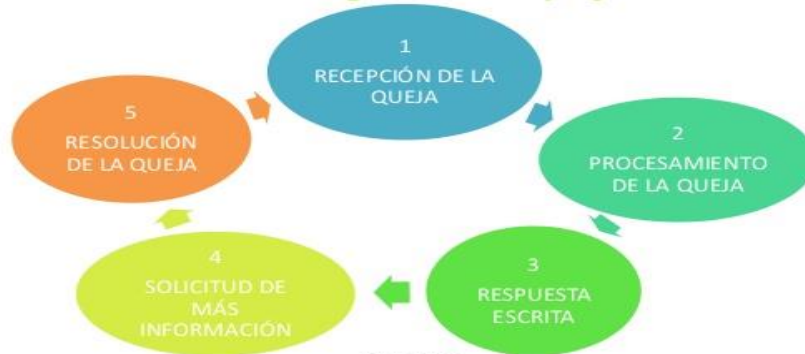 1
RECEPCIÓN DE LA
QUEJA
2
PROCESAMIENTO
DE LA QUEJA
3
RESPUESTA
ESCRITA
4
SOLICITUD DE
MÁS
INFORMACIÓN
5
RESOLUCIÓN
DE LA QUEJA